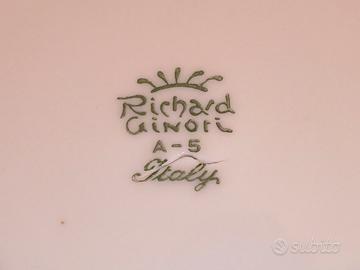 Richard
Ginori
A-5
Italy
subito